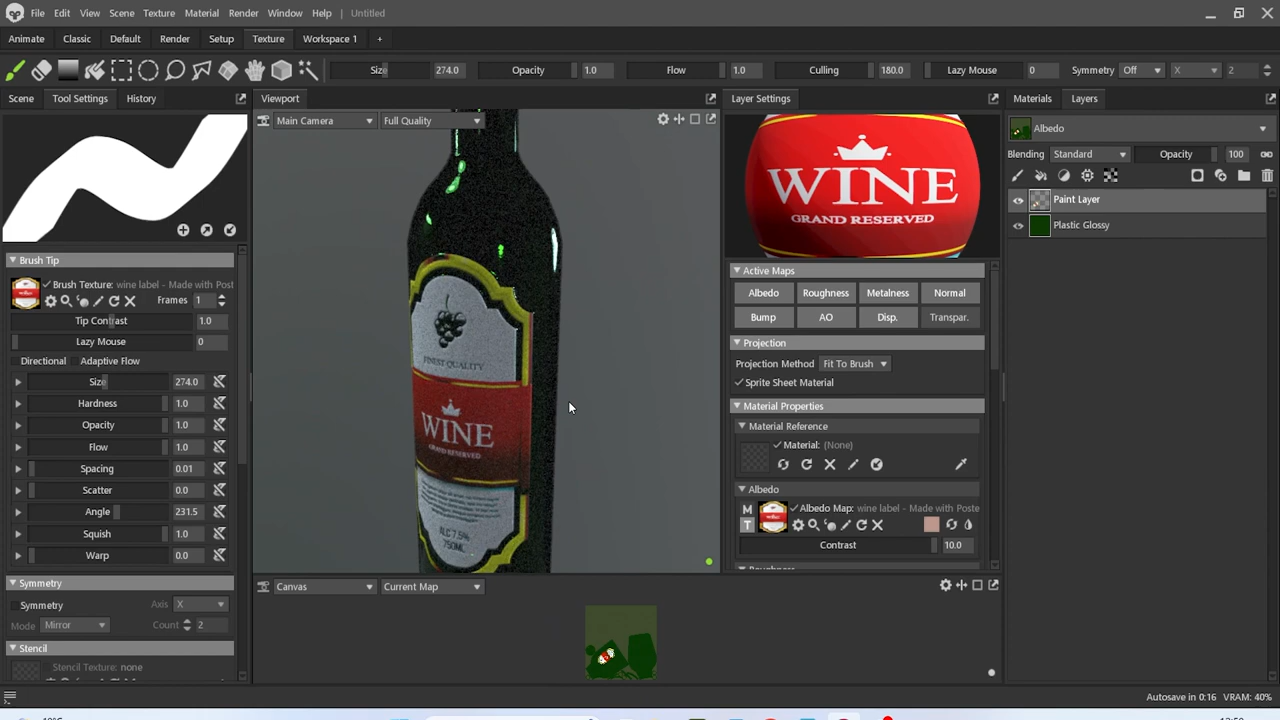 File Edit View Scene Texture Material Render Window Help Untitled
Animate Classic Default Render Setup Texture Workspace 1 +
Size 274.0 Opacity 1.0 Flow 1.0 Culling 180.0 Lazy Mouse 0 Symmetry Off X 2
Scene Tool Settings History
Viewport
Layer Settings
Materials Layers
Main Camera Full Quality
Albedo
Blending Standard Opacity 100
Paint Layer
Plastic Glossy
WINE
GRAND RESERVED
Brush Tip
Brush Texture: wine label - Made with Post
Frames 1
Tip Contrast 1.0
Lazy Mouse 0
Directional Adaptive Flow
Size 274.0
Hardness 1.0
Opacity 1.0
Flow 1.0
Spacing 0.01
Scatter 0.0
Angle 231.5
Squish 1.0
Warp 0.0
Symmetry
Symmetry Axis X
Mode Mirror Count 2
Stencil
Stencil Texture: none
FINEST QUALITY
WINE
GRAND RESERVED
ALC 7.5%
750ML
Active Maps
Albedo Roughness Metalness Normal
Bump AO Disp. Transpar.
Projection
Projection Method Fit To Brush
Sprite Sheet Material
Material Properties
Material Reference
Material: (None)
Albedo
M Albedo Map: wine label - Made with Poste
T
Contrast 10.0
Roughness
Canvas Current Map
Autosave in 0:16 VRAM: 40%